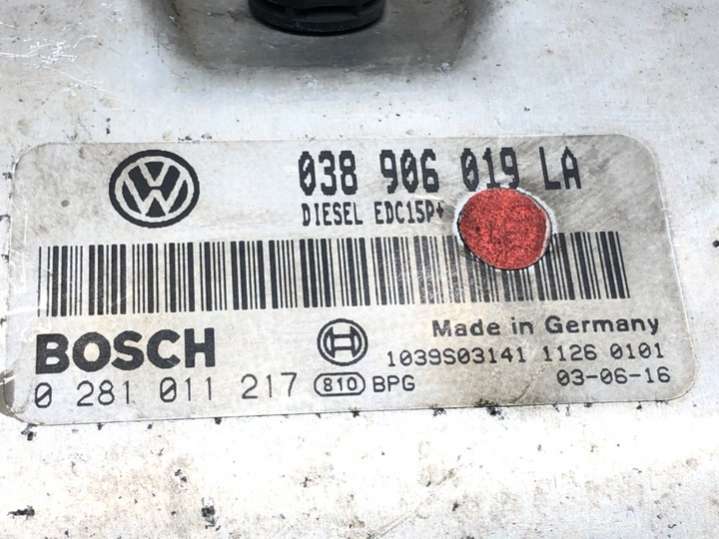 038 906 019 LA
DIESEL EDC15P+
BOSCH
Made in Germany
1039S03141 1126 0101
0 281 011 217 810 BPG 03-06-16